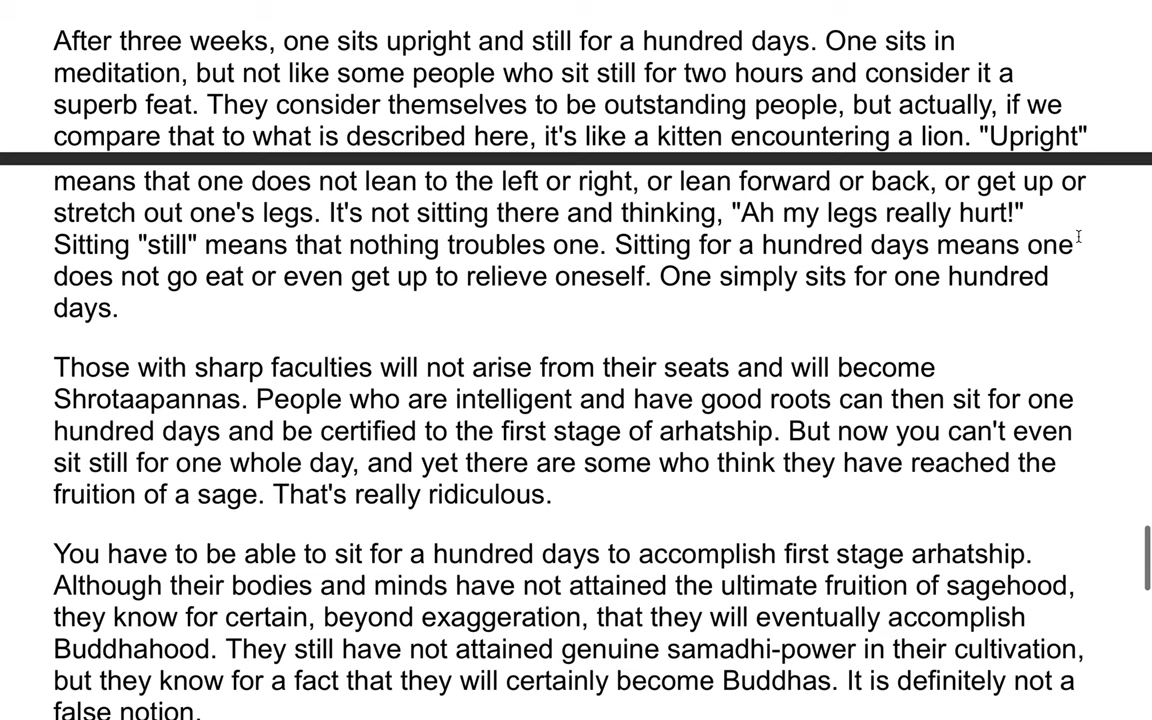 After three weeks, one sits upright and still for a hundred days. One sits in
meditation, but not like some people who sit still for two hours and consider it a
superb feat. They consider themselves to be outstanding people, but actually, if we
compare that to what is described here, it's like a kitten encountering a lion. "Upright"
means that one does not lean to the left or right, or lean forward or back, or get up or
stretch out one's legs. It's not sitting there and thinking, "Ah my legs really hurt!"
Sitting "still" means that nothing troubles one. Sitting for a hundred days means one
does not go eat or even get up to relieve oneself. One simply sits for one hundred
days.
Those with sharp faculties will not arise from their seats and will become
Shrotaapannas. People who are intelligent and have good roots can then sit for one
hundred days and be certified to the first stage of arhatship. But now you can't even
sit still for one whole day, and yet there are some who think they have reached the
fruition of a sage. That's really ridiculous.
You have to be able to sit for a hundred days to accomplish first stage arhatship.
Although their bodies and minds have not attained the ultimate fruition of sagehood,
they know for certain, beyond exaggeration, that they will eventually accomplish
Buddhahood. They still have not attained genuine samadhi-power in their cultivation,
but they know for a fact that they will certainly become Buddhas. It is definitely not a
false notion.